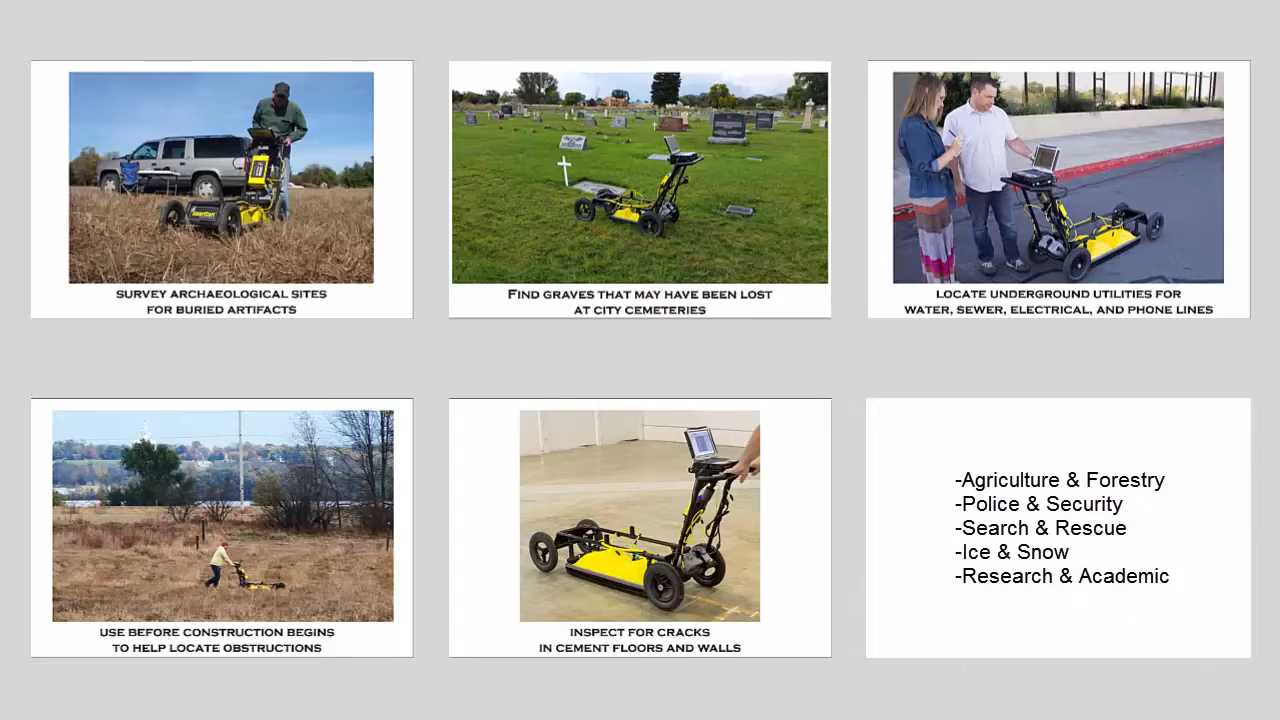 SURVEY ARCHAEOLOGICAL SITES
FOR BURIED ARTIFACTS
FIND GRAVES THAT MAY HAVE BEEN LOST
AT CITY CEMETERIES
LOCATE UNDERGROUND UTILITIES FOR
WATER, SEWER, ELECTRICAL, AND PHONE LINES
USE BEFORE CONSTRUCTION BEGINS
TO HELP LOCATE OBSTRUCTIONS
INSPECT FOR CRACKS
IN CEMENT FLOORS AND WALLS
-Agriculture & Forestry
-Police & Security
-Search & Rescue
-Ice & Snow
-Research & Academic